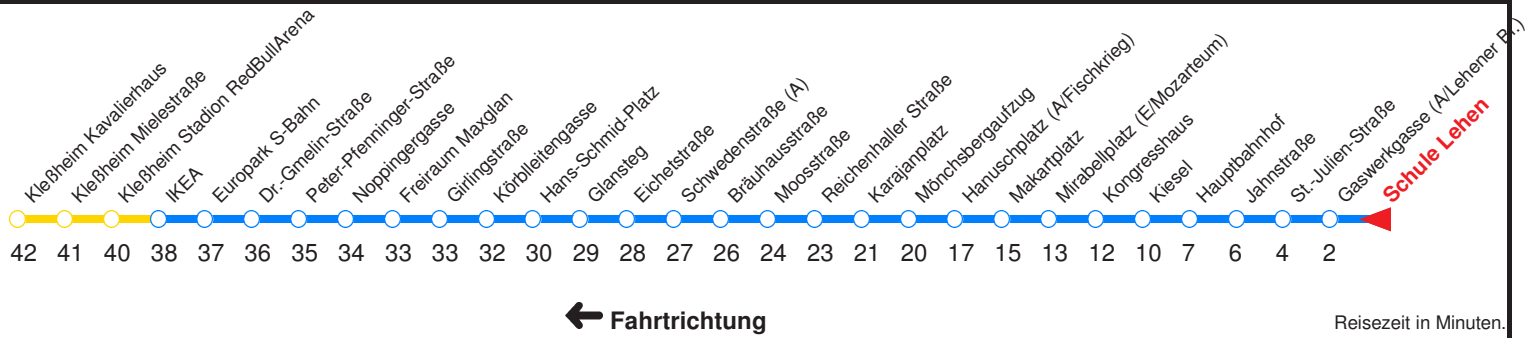 Kleßheim Kavalierhaus
Kleßheim Mielestraße
Kleßheim Stadion RedBullArena
IKEA
Europark S-Bahn
Dr.-Gmelin-Straße
Peter-Pfenninger-Straße
Noppingergasse
Freiraum Maxglan
Girlingstraße
Körblleitengasse
Hans-Schmid-Platz
Glansteg
Eichetstraße
Schwedenstraße (A)
Bräuhausstraße
Moosstraße
Reichenhaller Straße
Karajanplatz
Mönchsbergaufzug
Hanuschplatz (A/Fischkrieg)
Makartplatz
Mirabellplatz (E/Mozarteum)
Kongresshaus
Kiesel
Hauptbahnhof
Jahnstraße
St.-Julien-Straße
Gaswerkgasse (A/Lehener Br.)
Schule Lehen
42 41 40 38 37 36 35 34 33 33 32 30 29 28 27 26 24 23 21 20 17 15 13 12 10 7 6 4 2
Fahrtrichtung
Reisezeit in Minuten.